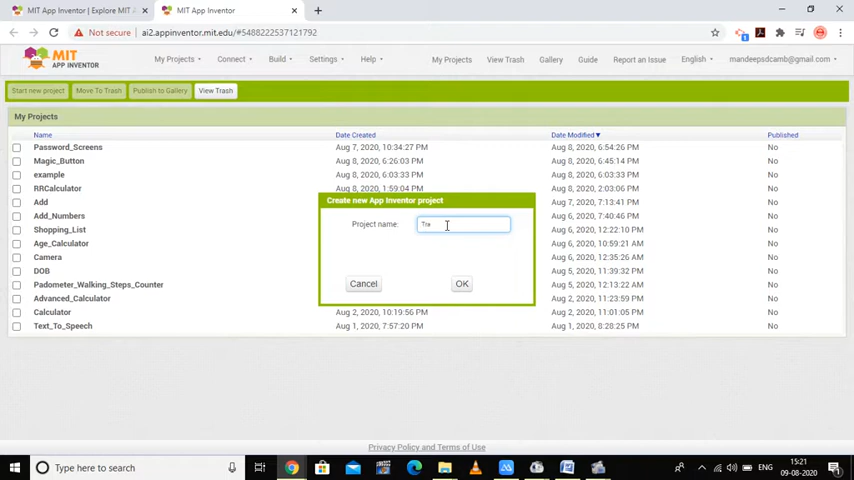 MIT App Inventor | Explore MIT A
MIT App Inventor
Not secure | ai2.appinventor.mit.edu/#5488222537121792
MIT
APP INVENTOR
My Projects
Connect
Build
Settings
Help
My Projects
View Trash
Gallery
Guide
Report an Issue
English
mandeepsdcamb@gmail.com
Start new project
Move To Trash
Publish to Gallery
View Trash
My Projects
Name Date Created Date Modified Published
Password_Screens Aug 7, 2020, 10:34:27 PM Aug 8, 2020, 6:54:26 PM No
Magic_Button Aug 8, 2020, 6:26:03 PM Aug 8, 2020, 6:45:14 PM No
example Aug 8, 2020, 6:03:33 PM Aug 8, 2020, 6:03:33 PM No
RRCalculator Aug 8, 2020, 1:59:04 PM Aug 8, 2020, 2:03:06 PM No
Add Aug 7, 2020, 7:13:41 PM No
Add_Numbers Aug 6, 2020, 7:40:46 PM No
Shopping_List Aug 6, 2020, 12:22:10 PM No
Age_Calculator Aug 6, 2020, 10:59:21 AM No
Camera Aug 6, 2020, 12:35:26 AM No
DOB Aug 5, 2020, 11:39:32 PM No
Padometer_Walking_Steps_Counter Aug 5, 2020, 12:13:22 AM No
Advanced_Calculator Aug 2, 2020, 11:23:59 PM No
Calculator Aug 2, 2020, 10:19:56 PM Aug 2, 2020, 11:01:05 PM No
Text_To_Speech Aug 1, 2020, 7:57:20 PM Aug 1, 2020, 8:28:25 PM No
Create new App Inventor project
Project name: Tre
Cancel OK
Privacy Policy and Terms of Use
Type here to search
ENG
15:21
09-08-2020